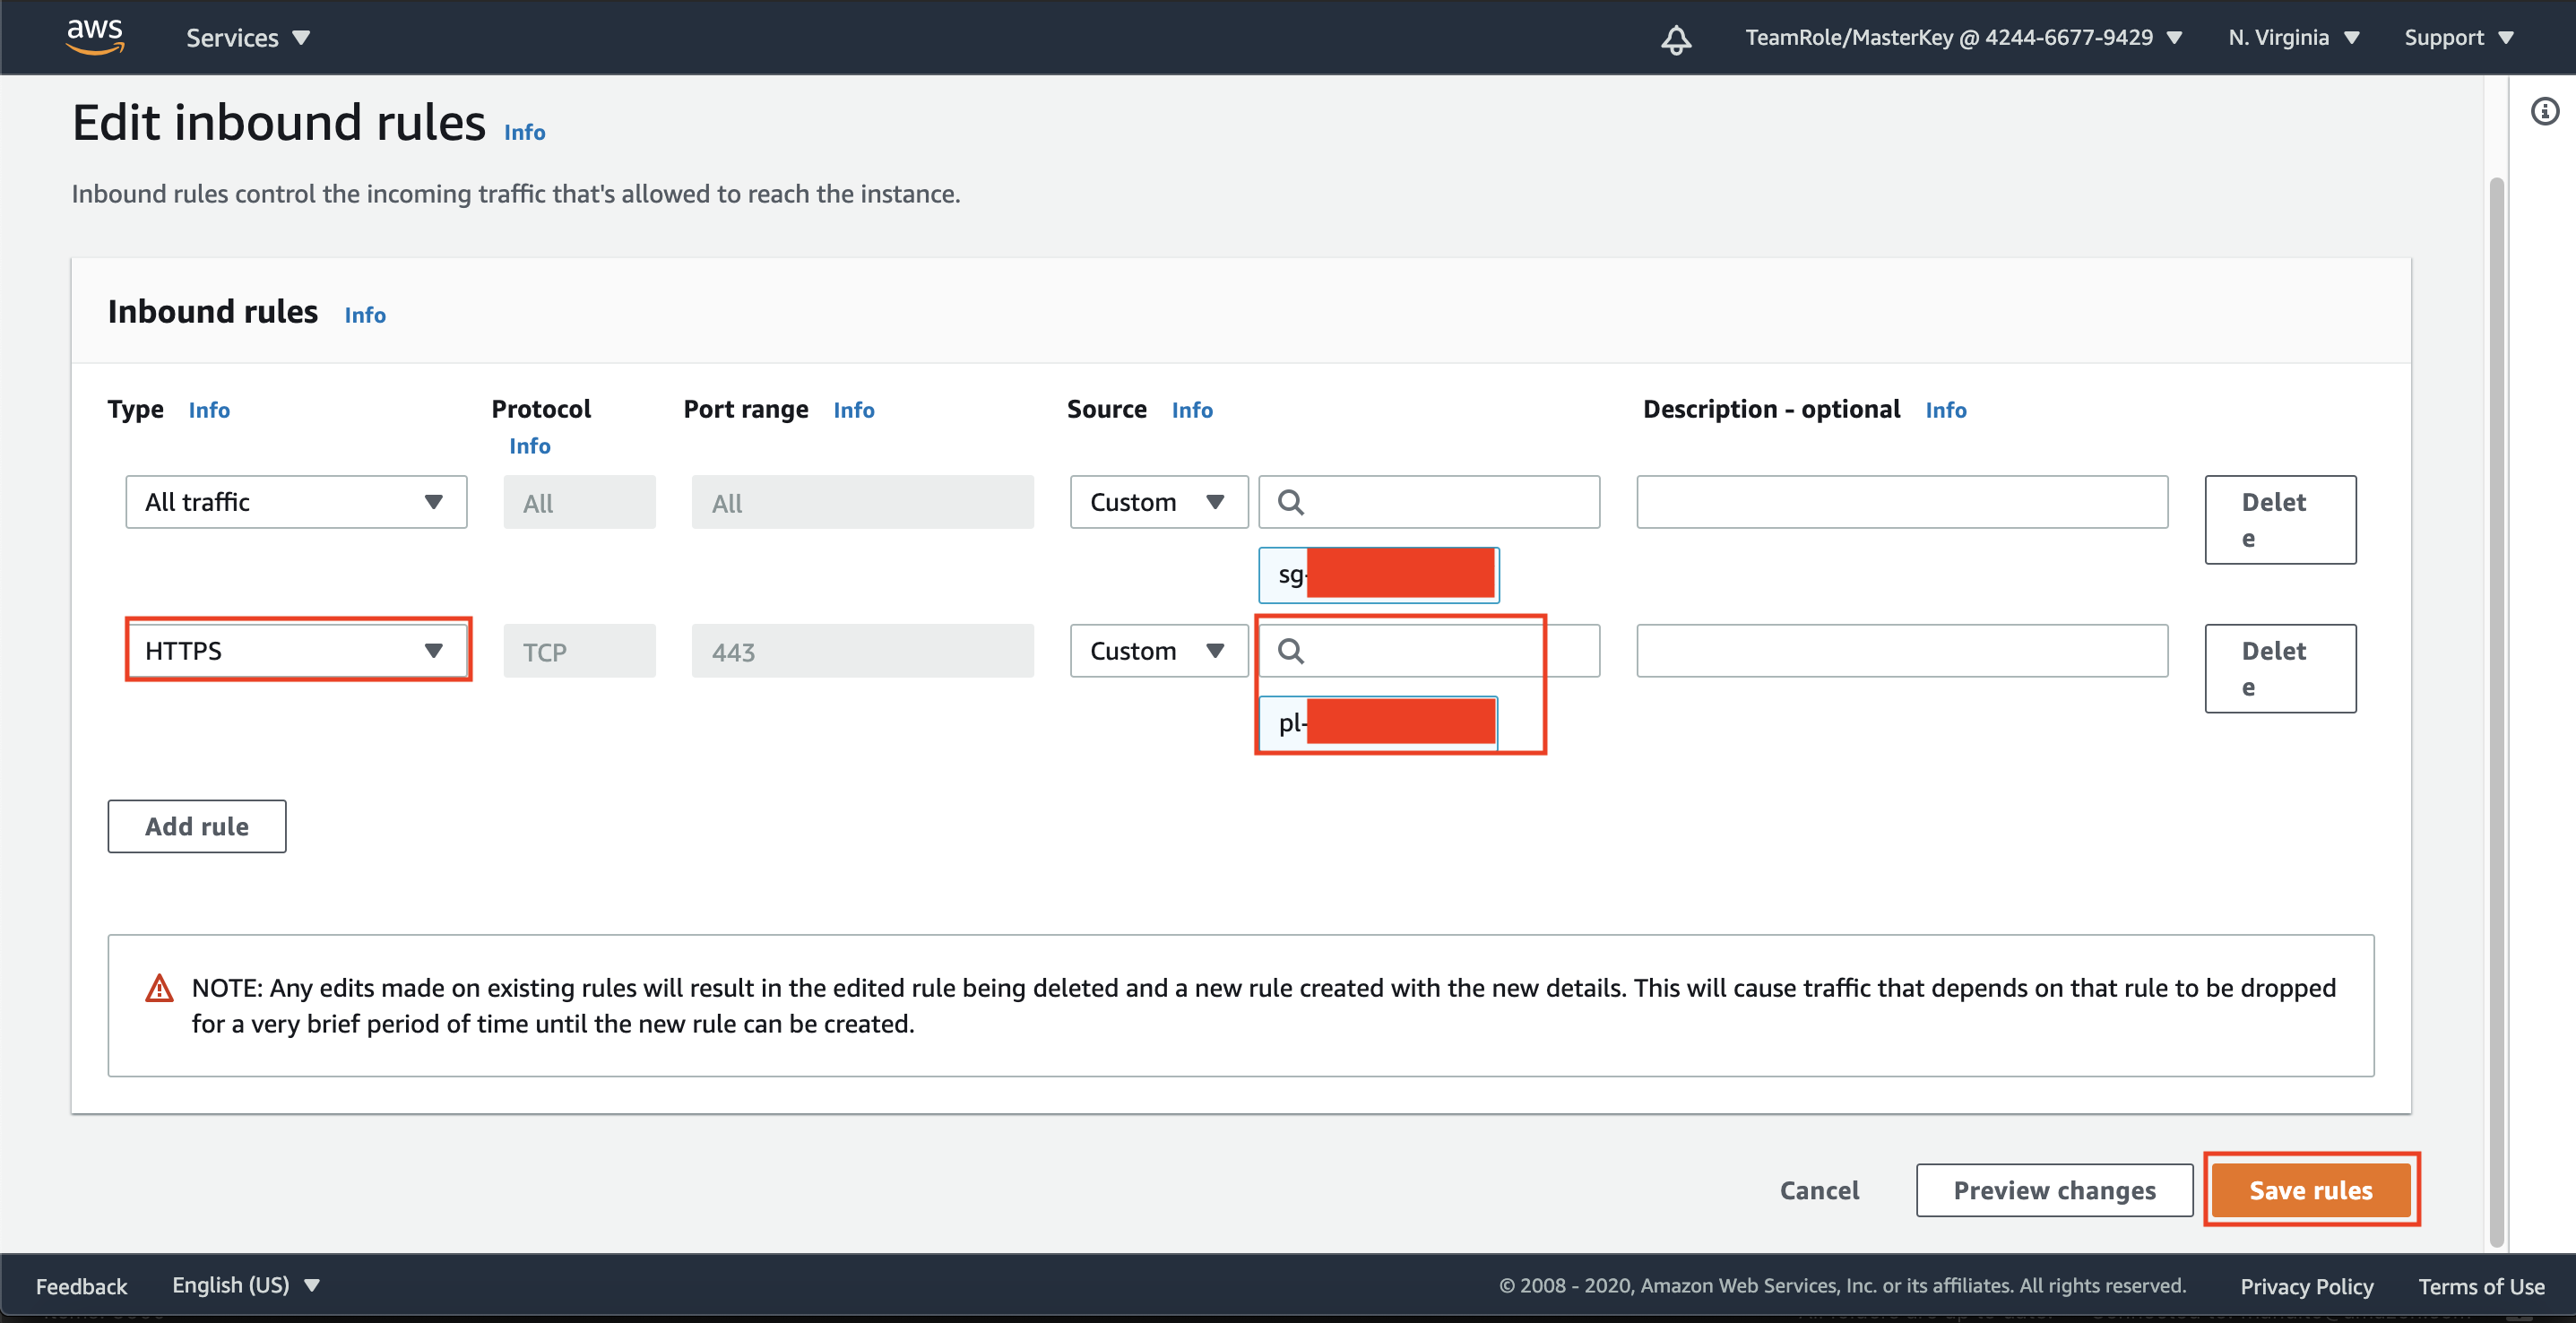 aws Services TeamRole/MasterKey @ 4244-6677-9429 N. Virginia Support
Edit inbound rules Info
Inbound rules control the incoming traffic that's allowed to reach the instance.
Inbound rules Info
Type Info Protocol Info Port range Info Source Info Description - optional Info
All traffic All All Custom Delet
e
sg-
HTTPS TCP 443 Custom Delet
e
pl-
Add rule
NOTE: Any edits made on existing rules will result in the edited rule being deleted and a new rule created with the new details. This will cause traffic that depends on that rule to be dropped
for a very brief period of time until the new rule can be created.
Cancel Preview changes Save rules
Feedback English (US) © 2008 - 2020, Amazon Web Services, Inc. or its affiliates. All rights reserved. Privacy Policy Terms of Use